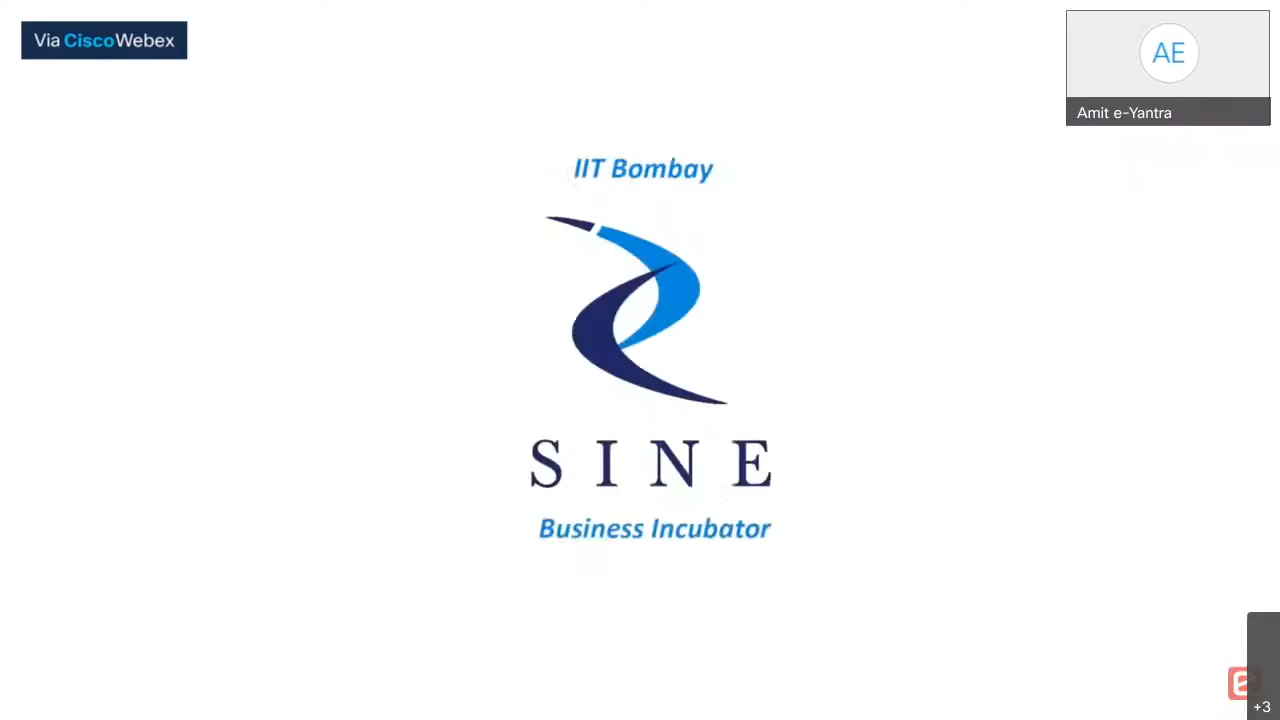 Via CiscoWebex
AE
Amit e-Yantra
IIT Bombay
SINE
Business Incubator
e
+3